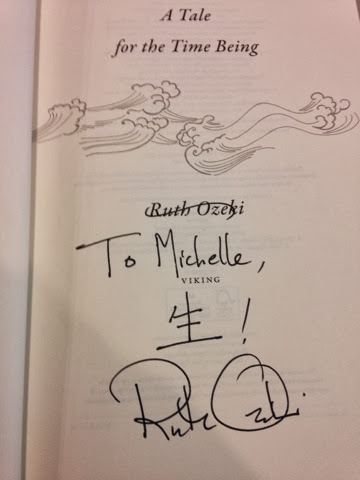 A Tale
for the Time Being
Ruth Ozeki
To Michelle,
VIKING
生!
Ruth Ozeki